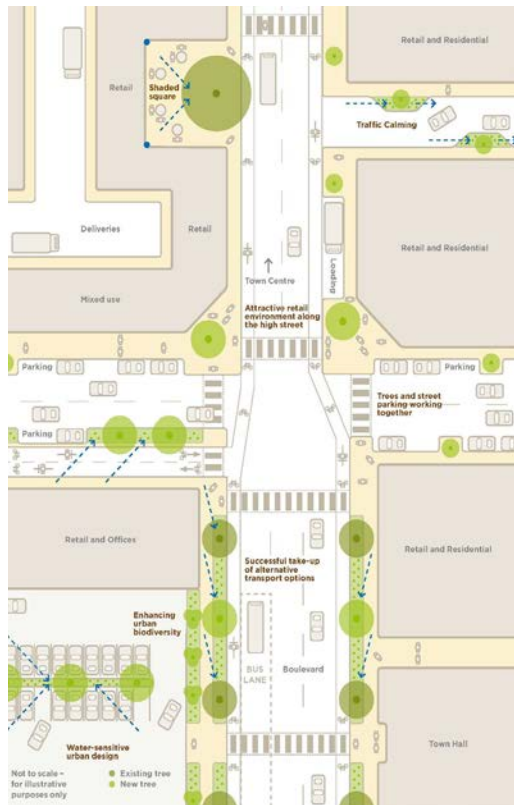 Retail and Residential
Retail
Shaded
square
Traffic Calming
Deliveries
Retail
Retail and Residential
Loading
Town Centre
Mixed use
Attractive retail
environment along
the high street
Parking
Parking
Trees and street
parking working
together
Parking
Retail and Offices
Retail and Residential
Successful take-up
of alternative
transport options
Enhancing
urban
biodiversity
BUS
LANE
Boulevard
Water-sensitive
urban design
Town Hall
Not to scale –
for illustrative
purposes only
Existing tree
New tree